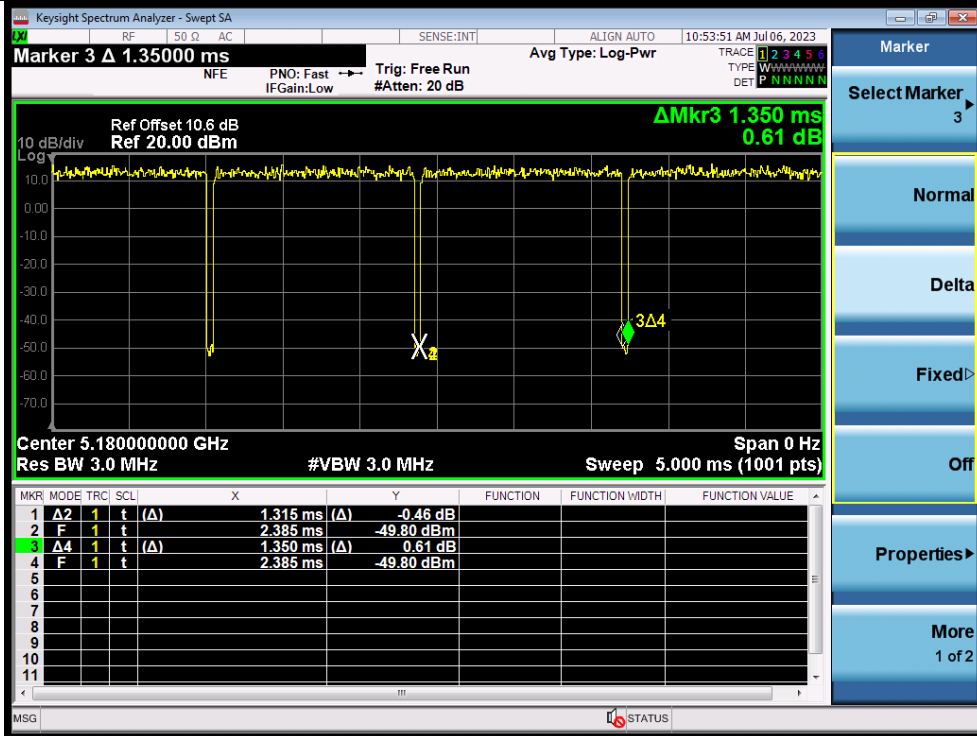 Keysight Spectrum Analyzer - Swept SA
LXI RF 50 Ω AC SENSE:INT ALIGN AUTO 10:53:51 AM Jul 06, 2023
Marker 3 Δ 1.35000 ms
NFE
PNO: Fast
IFGain:Low
Trig: Free Run
#Atten: 20 dB
Avg Type: Log-Pwr
TRACE 1 2 3 4 5 6
TYPE WWWWWW
DET P N N N N N
ΔMkr3 1.350 ms
0.61 dB
Ref Offset 10.6 dB
10 dB/div Ref 20.00 dBm
Log
10.0
0.00
-10.0
-20.0
-30.0
-40.0
3Δ4
-50.0
-60.0
-70.0
Center 5.180000000 GHz Span 0 Hz
Res BW 3.0 MHz #VBW 3.0 MHz Sweep 5.000 ms (1001 pts)
MKR MODE TRC SCL X Y FUNCTION FUNCTION WIDTH FUNCTION VALUE
1 Δ2 1 t (Δ) 1.315 ms (Δ) -0.46 dB
2 F 1 t 2.385 ms -49.80 dBm
3 Δ4 1 t (Δ) 1.350 ms (Δ) 0.61 dB
4 F 1 t 2.385 ms -49.80 dBm
5
6
7
8
9
10
11
MSG STATUS
Marker
Select Marker
3
Normal
Delta
Fixed
Off
Properties
More
1 of 2